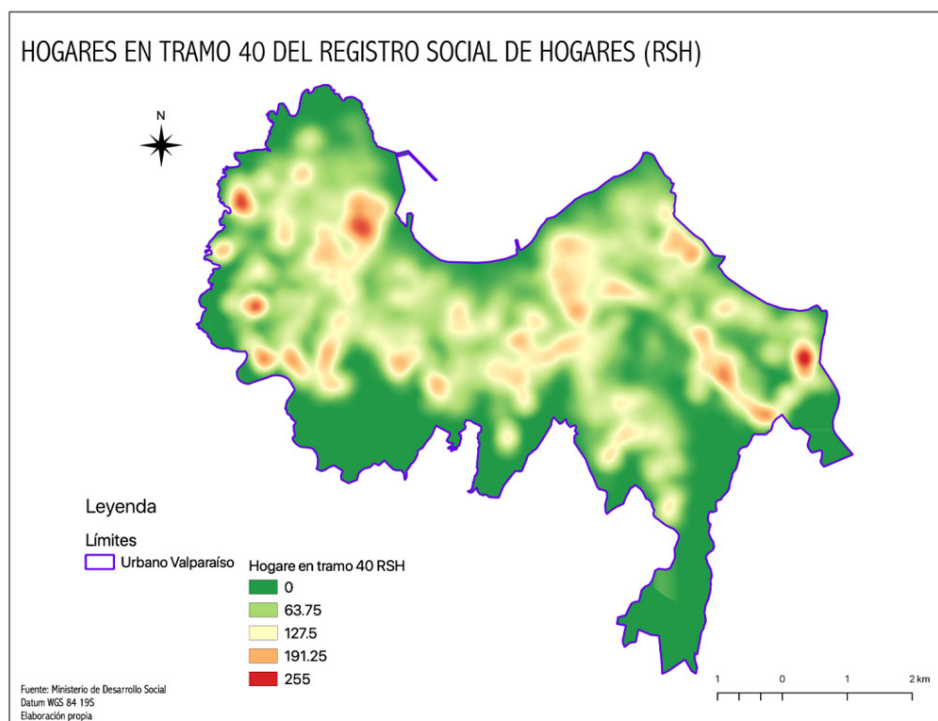 HOGARES EN TRAMO 40 DEL REGISTRO SOCIAL DE HOGARES (RSH)
N
Leyenda
Límites
Urbano Valparaíso
Hogare en tramo 40 RSH
0
63.75
127.5
191.25
255
Fuente: Ministerio de Desarrollo Social
Datum WGS 84 19S
Elaboración propia
1 0 1 2 km